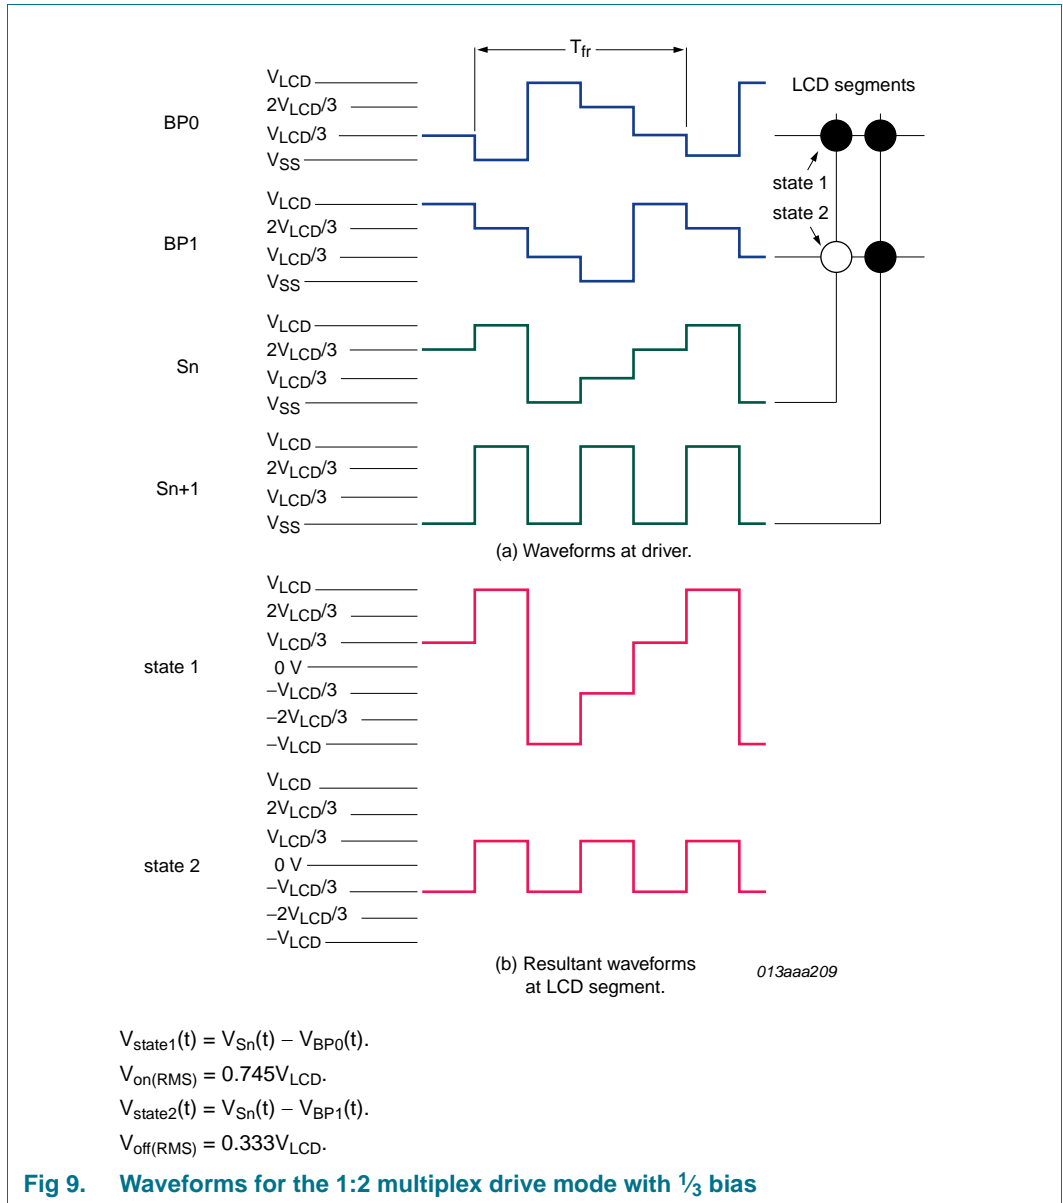 Tfr
VLCD
2VLCD/3
BP0
VLCD/3
VSS
LCD segments
state 1
state 2
VLCD
2VLCD/3
BP1
VLCD/3
VSS
VLCD
2VLCD/3
Sn
VLCD/3
VSS
VLCD
2VLCD/3
Sn+1
VLCD/3
VSS
(a) Waveforms at driver.
VLCD
2VLCD/3
VLCD/3
state 1
0 V
−VLCD/3
−2VLCD/3
−VLCD
VLCD
2VLCD/3
VLCD/3
state 2
0 V
−VLCD/3
−2VLCD/3
−VLCD
(b) Resultant waveforms
at LCD segment.
013aaa209
Vstate1(t) = VSn(t) − VBP0(t).
Von(RMS) = 0.745VLCD.
Vstate2(t) = VSn(t) − VBP1(t).
Voff(RMS) = 0.333VLCD.
Fig 9. Waveforms for the 1:2 multiplex drive mode with 1⁄3 bias